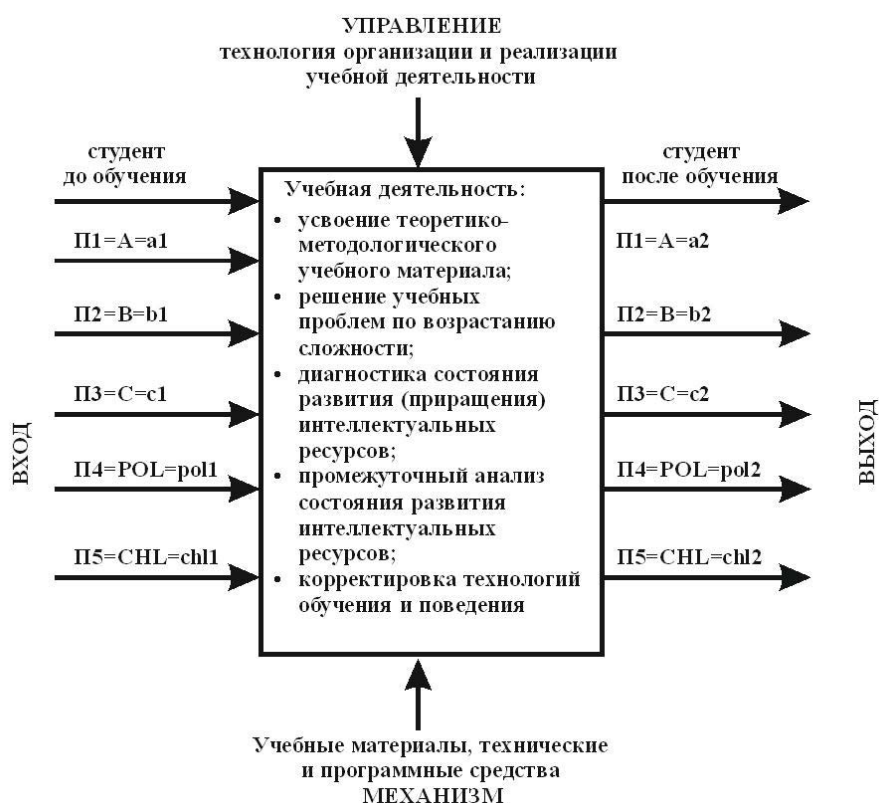 УПРАВЛЕНИЕ
технология организации и реализации
учебной деятельности
студент
до обучения
П1=A=a1
П2=B=b1
П3=C=c1
П4=POL=pol1
П5=CHL=chl1
ВХОД
Учебная деятельность:
• усвоение теоретико-
методологического
учебного материала;
• решение учебных
проблем по возрастанию
сложности;
• диагностика состояния
развития (приращения)
интеллектуальных
ресурсов;
• промежуточный анализ
состояния развития
интеллектуальных
ресурсов;
• корректировка технологий
обучения и поведения
студент
после обучения
П1=A=a2
П2=B=b2
П3=C=c2
П4=POL=pol2
П5=CHL=chl2
ВЫХОД
Учебные материалы, технические
и программные средства
МЕХАНИЗМ